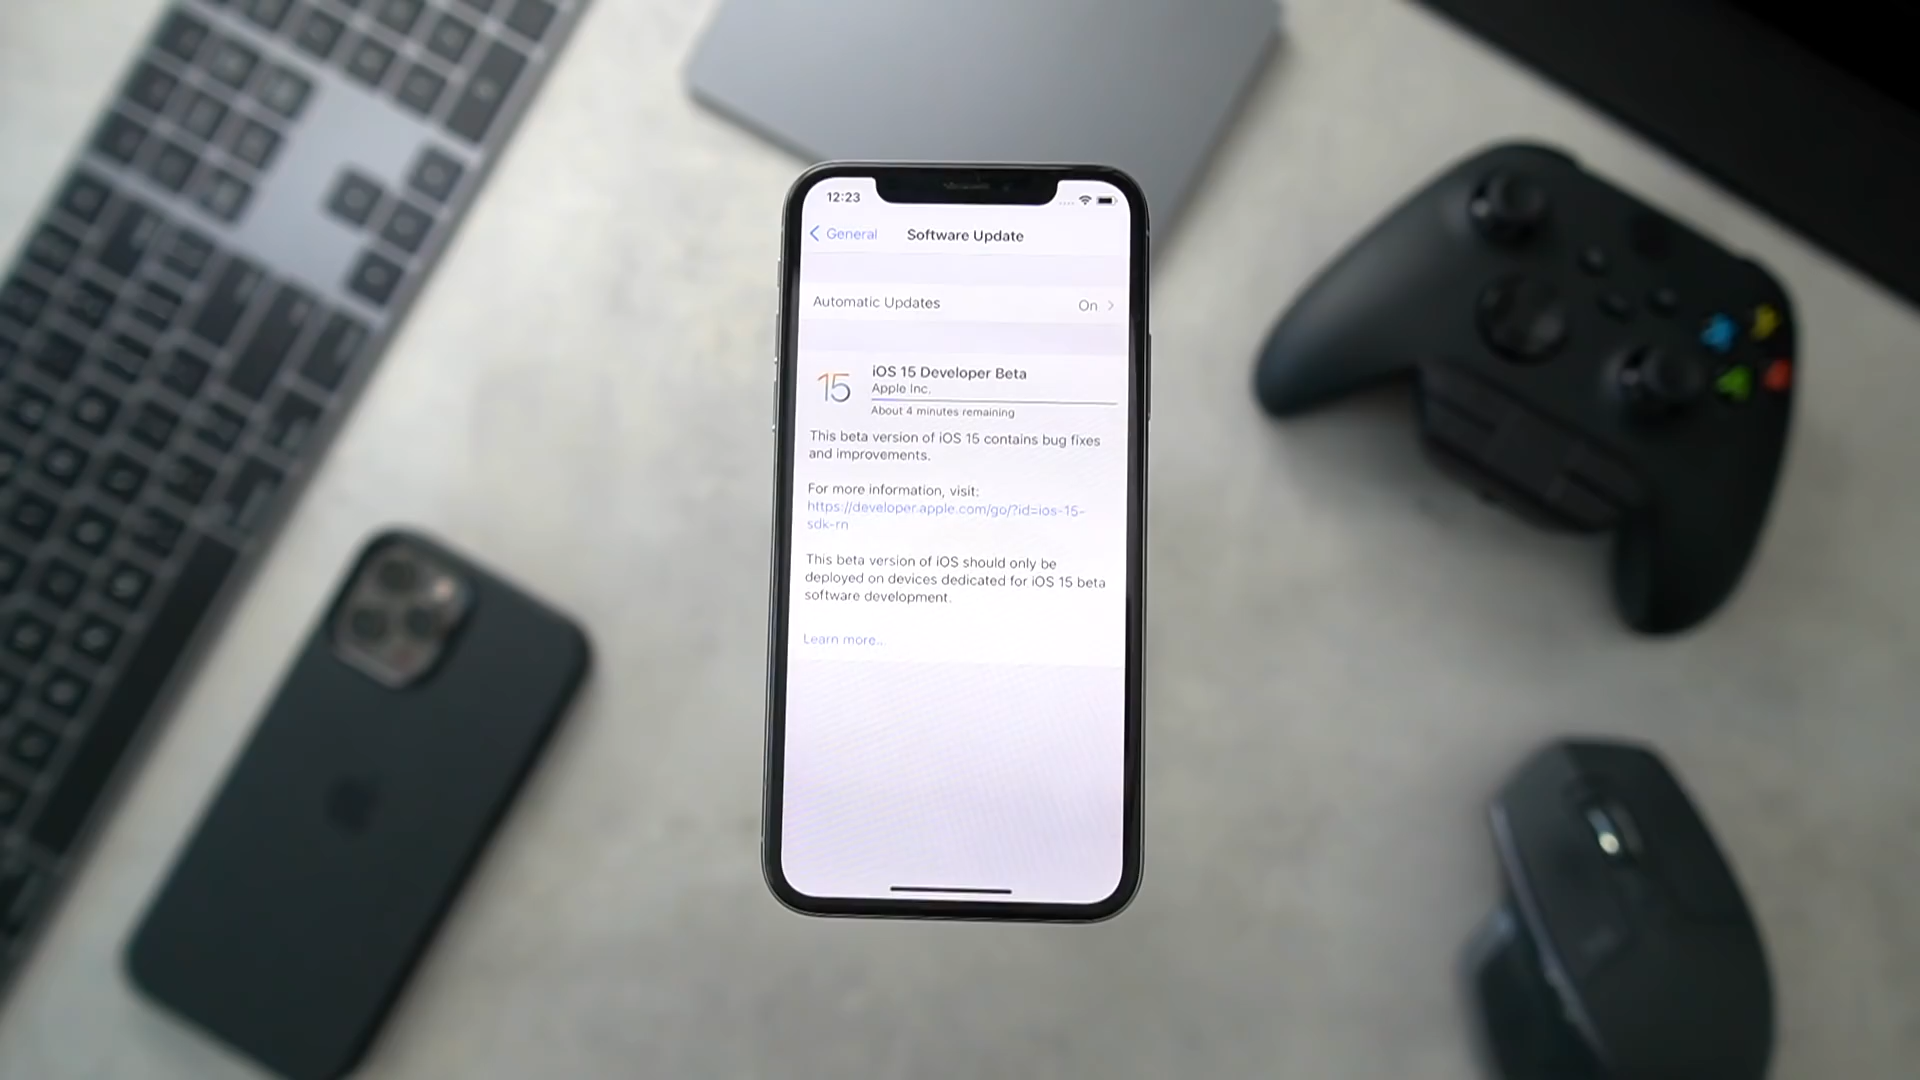 12:23
General
Software Update
Automatic Updates
On
15
iOS 15 Developer Beta
Apple Inc.
About 4 minutes remaining
This beta version of iOS 15 contains bug fixes
and improvements.
For more information, visit:
https://developer.apple.com/go/?id=ios-15-
sdk-rn
This beta version of iOS should only be
deployed on devices dedicated for iOS 15 beta
software development.
Learn more...